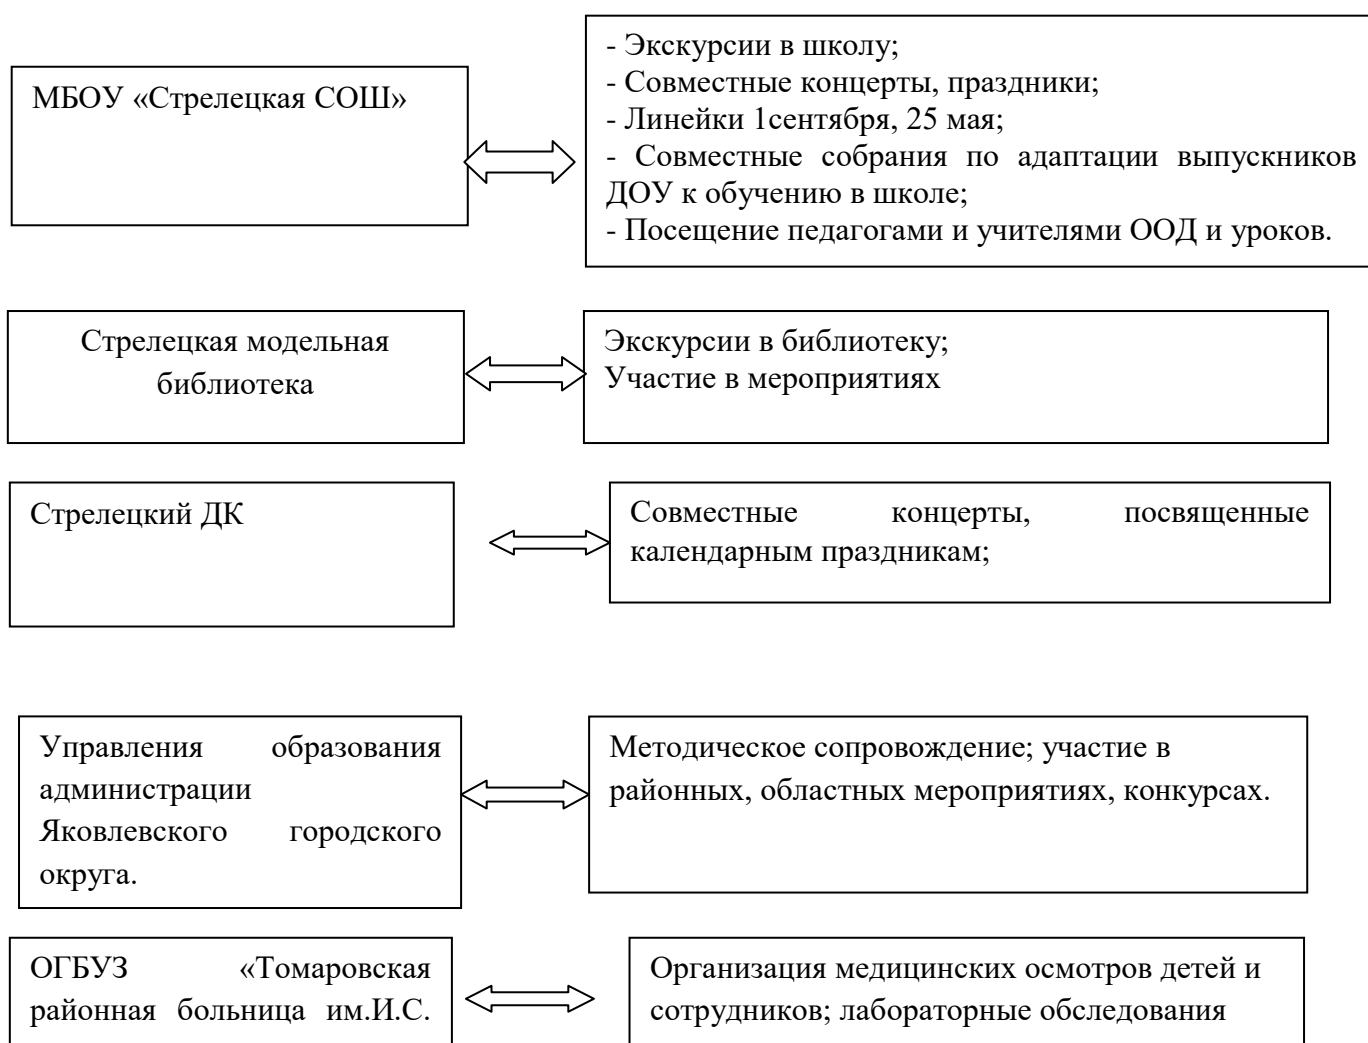 МБОУ «Стрелецкая СОШ»
- Экскурсии в школу;
- Совместные концерты, праздники;
- Линейки 1сентября, 25 мая;
- Совместные собрания по адаптации выпускников
ДОУ к обучению в школе;
- Посещение педагогами и учителями ООД и уроков.
Стрелецкая модельная
библиотека
Экскурсии в библиотеку;
Участие в мероприятиях
Стрелецкий ДК
Совместные концерты, посвященные
календарным праздникам;
Управления образования
администрации
Яковлевского городского
округа.
Методическое сопровождение; участие в
районных, областных мероприятиях, конкурсах.
ОГБУЗ «Томаровская
районная больница им.И.С.
Организация медицинских осмотров детей и
сотрудников; лабораторные обследования